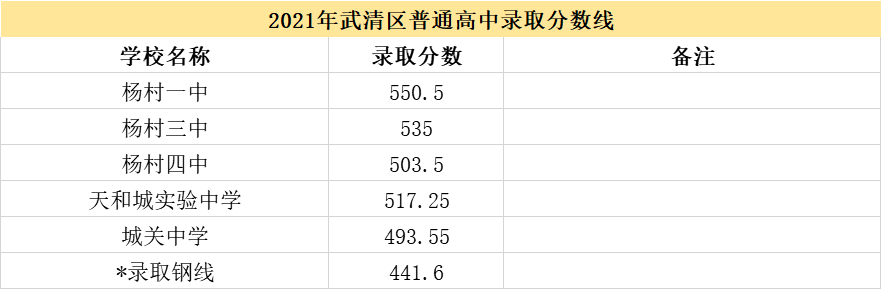 2021年武清区普通高中录取分数线
学校名称 录取分数 备注
杨村一中 550.5
杨村三中 535
杨村四中 503.5
天和城实验中学 517.25
城关中学 493.55
*录取钢线 441.6